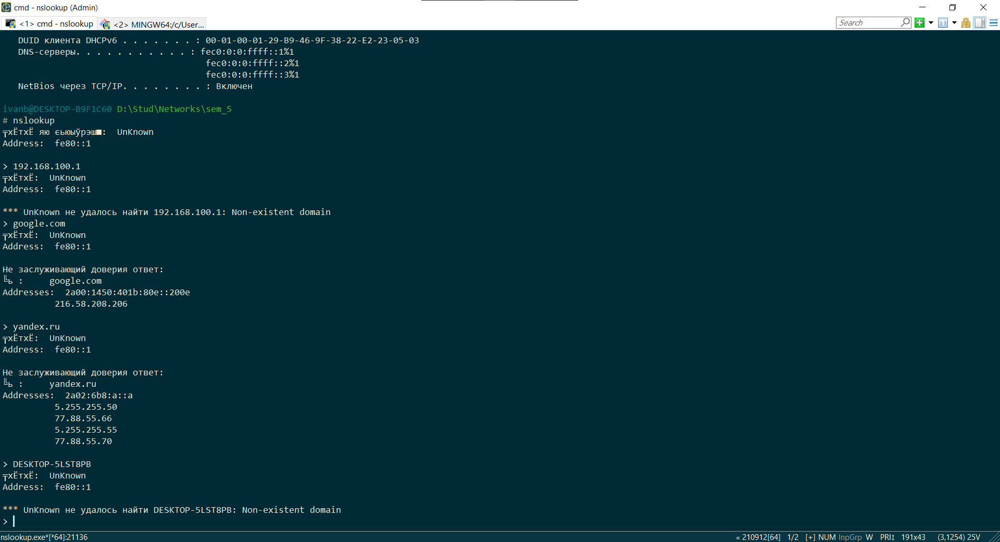 cmd - nslookup (Admin)
<1> cmd - nslookup
<2> MINGW64:/c/User...
Search
DUID клиента DHCPv6 . . . . . . . : 00-01-00-01-29-B9-46-9F-38-22-E2-23-05-03
DNS-серверы. . . . . . . . . . . : fec0:0:0:ffff::1%1
fec0:0:0:ffff::2%1
fec0:0:0:ffff::3%1
NetBios через TCP/IP. . . . . . . . : Включен
ivanb@DESKTOP-B9F1C60 D:\Stud\Networks\sem_5
# nslookup
╤хЁтхЁ яю єьюыўрэш■:  UnKnown
Address:  fe80::1
> 192.168.100.1
╤хЁтхЁ:  UnKnown
Address:  fe80::1
*** UnKnown не удалось найти 192.168.100.1: Non-existent domain
> google.com
╤хЁтхЁ:  UnKnown
Address:  fe80::1
Не заслуживающий доверия ответ:
╚ь :     google.com
Addresses:  2a00:1450:401b:80e::200e
216.58.208.206
> yandex.ru
╤хЁтхЁ:  UnKnown
Address:  fe80::1
Не заслуживающий доверия ответ:
╚ь :     yandex.ru
Addresses:  2a02:6b8:a::a
5.255.255.50
77.88.55.66
5.255.255.55
77.88.55.70
> DESKTOP-5LST8PB
╤хЁтхЁ:  UnKnown
Address:  fe80::1
*** UnKnown не удалось найти DESKTOP-5LST8PB: Non-existent domain
>
nslookup.exe*[*64]:21136
« 210912[64] 1/2 [+] NUM InpGrp W PRI↕ 191x43 (3,1254) 25V